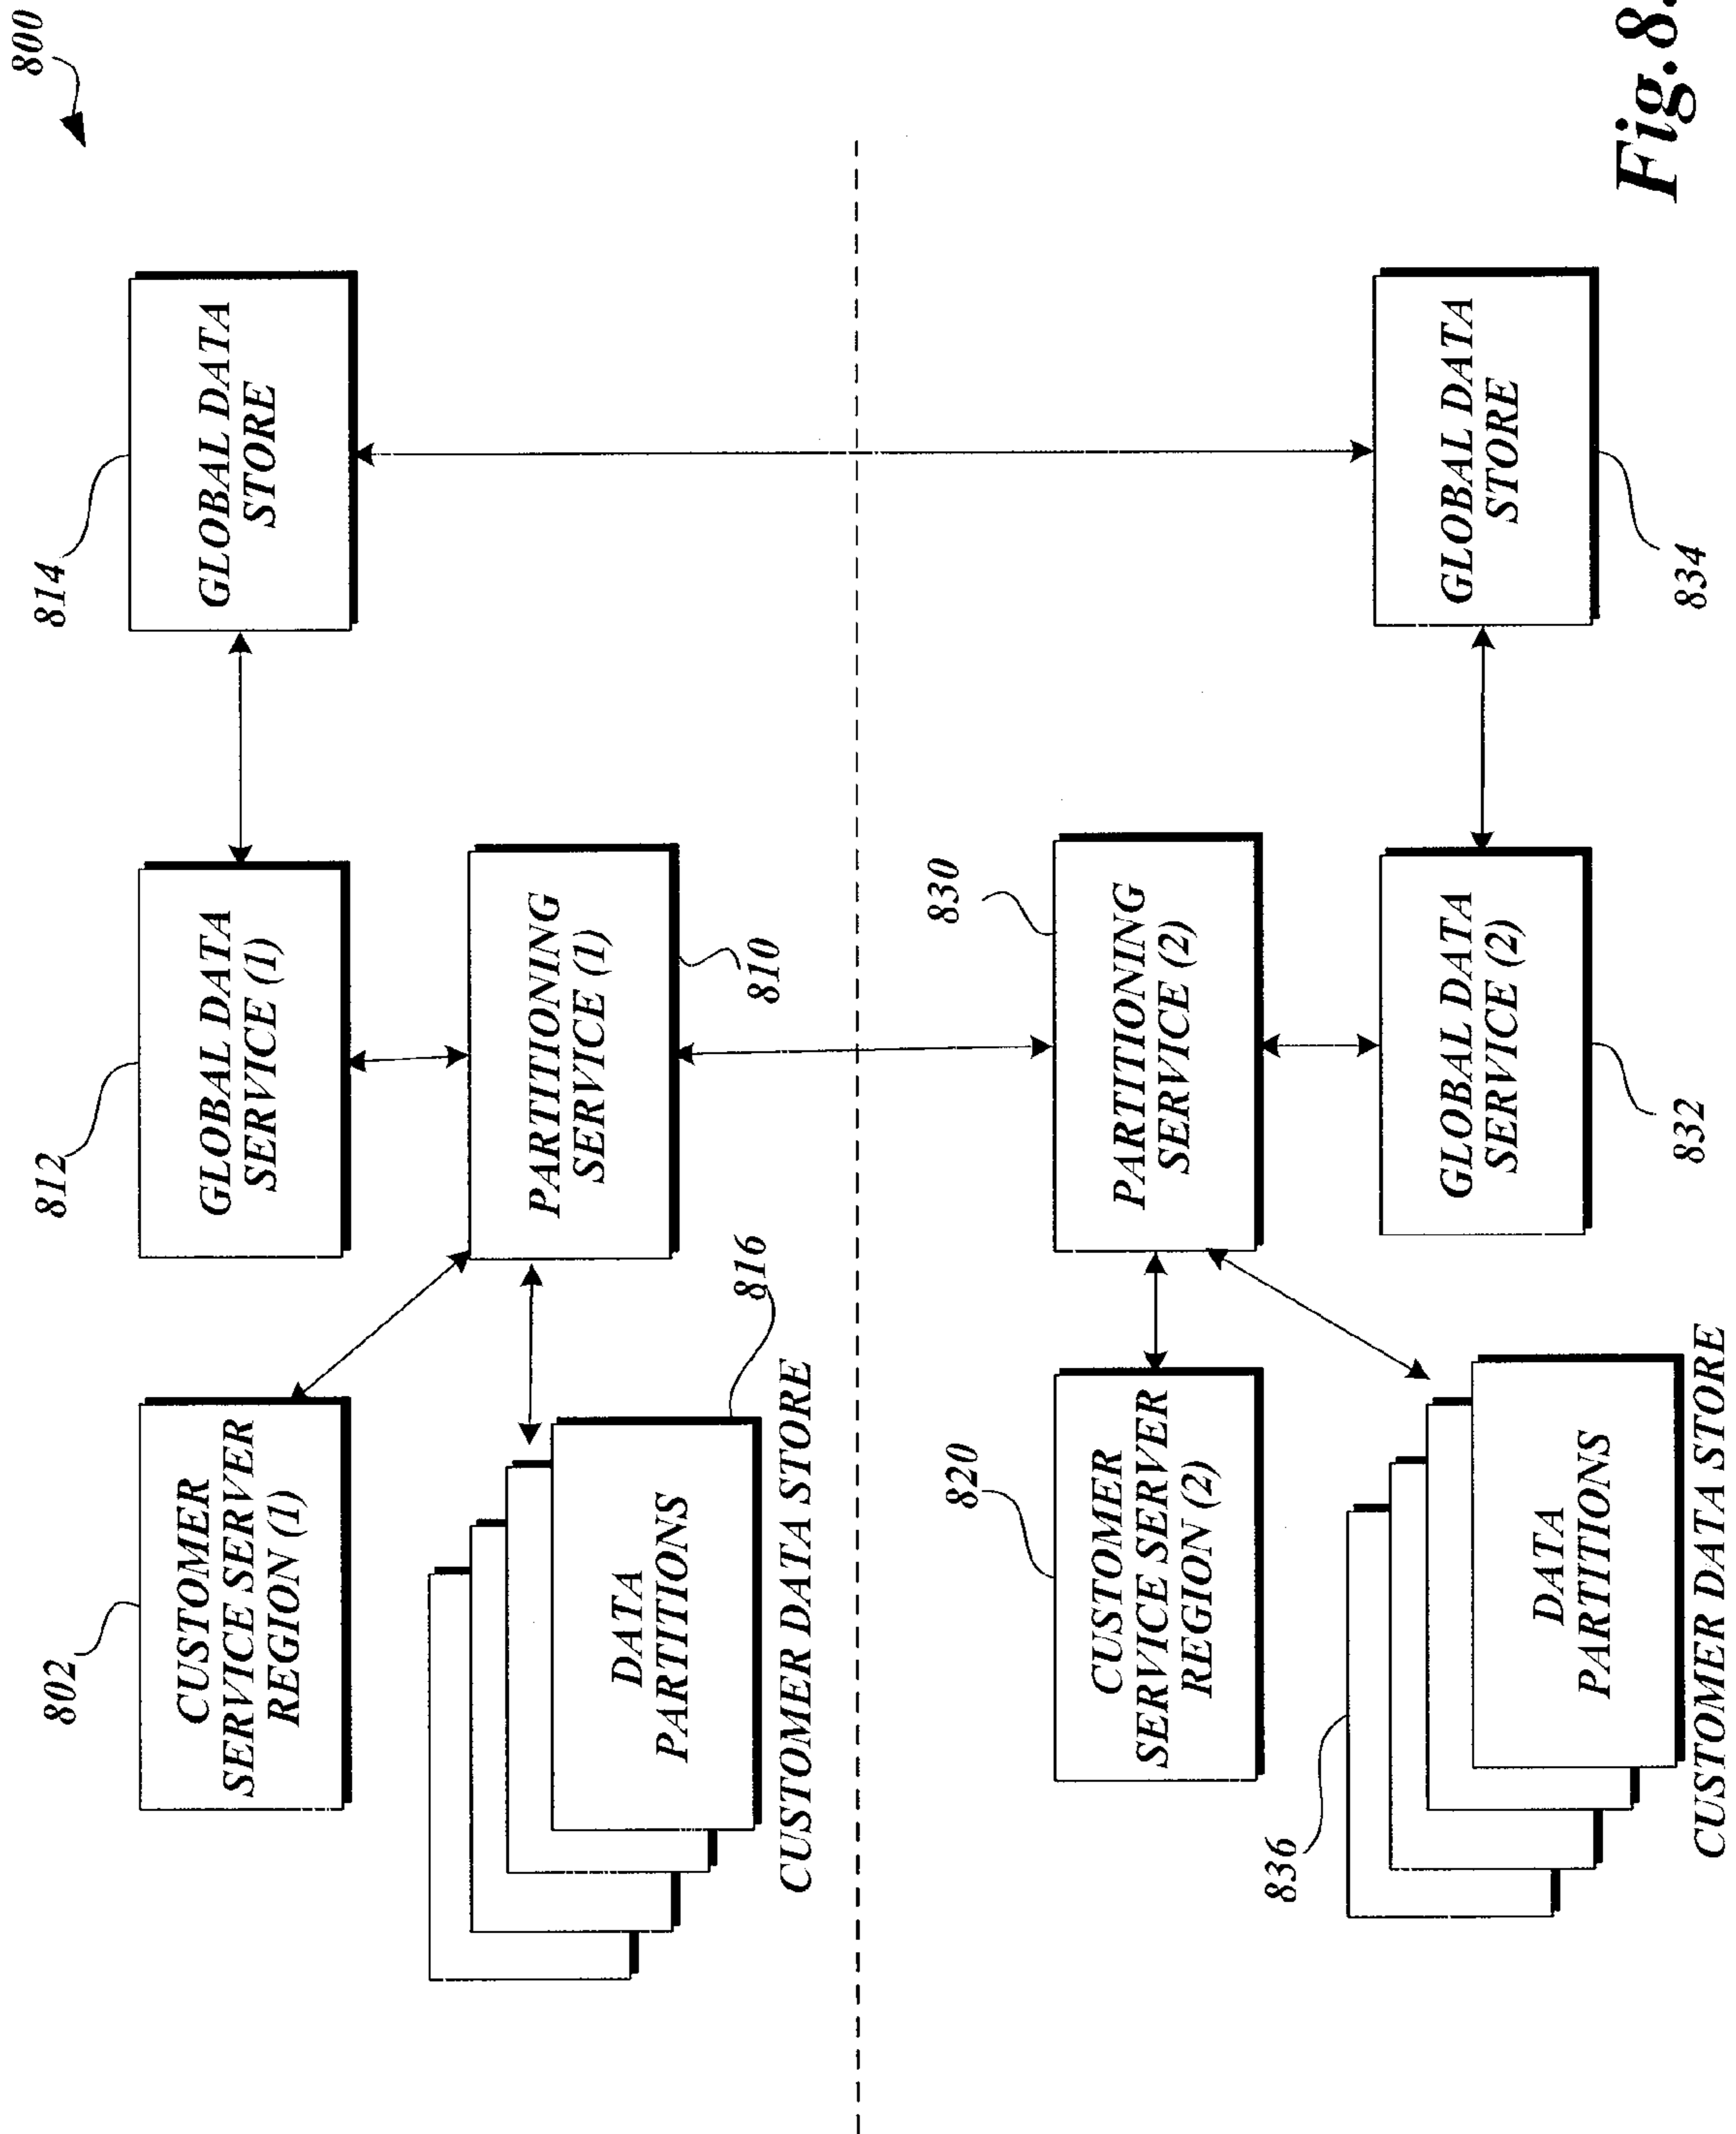 800
802
CUSTOMER
SERVICE SERVER
REGION (1)
812
GLOBAL DATA
SERVICE (1)
814
GLOBAL DATA
STORE
PARTITIONING
SERVICE (1)
810
DATA
PARTITIONS
816
CUSTOMER DATA STORE
820
CUSTOMER
SERVICE SERVER
REGION (2)
830
PARTITIONING
SERVICE (2)
836
DATA
PARTITIONS
CUSTOMER DATA STORE
GLOBAL DATA
SERVICE (2)
832
GLOBAL DATA
STORE
834
Fig.8.